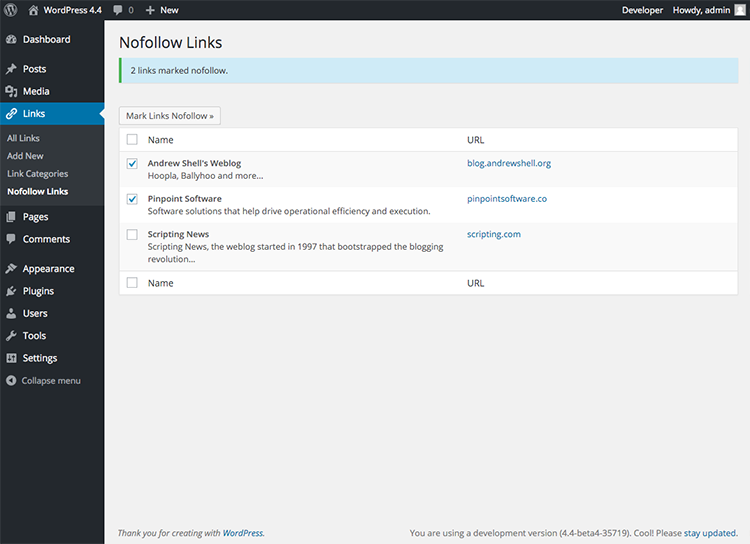 WordPress 4.4 0 New Developer Howdy, admin
Dashboard
Posts
Media
Links
All Links
Add New
Link Categories
Nofollow Links
Pages
Comments
Appearance
Plugins
Users
Tools
Settings
Collapse menu
Nofollow Links
2 links marked nofollow.
Mark Links Nofollow »
Name URL
Andrew Shell's Weblog blog.andrewshell.org
Hoopla, Ballyhoo and more...
Pinpoint Software pinpointsoftware.co
Software solutions that help drive operational efficiency and execution.
Scripting News scripting.com
Scripting News, the weblog started in 1997 that bootstrapped the blogging
revolution...
Name URL
Thank you for creating with WordPress. You are using a development version (4.4-beta4-35719). Cool! Please stay updated.